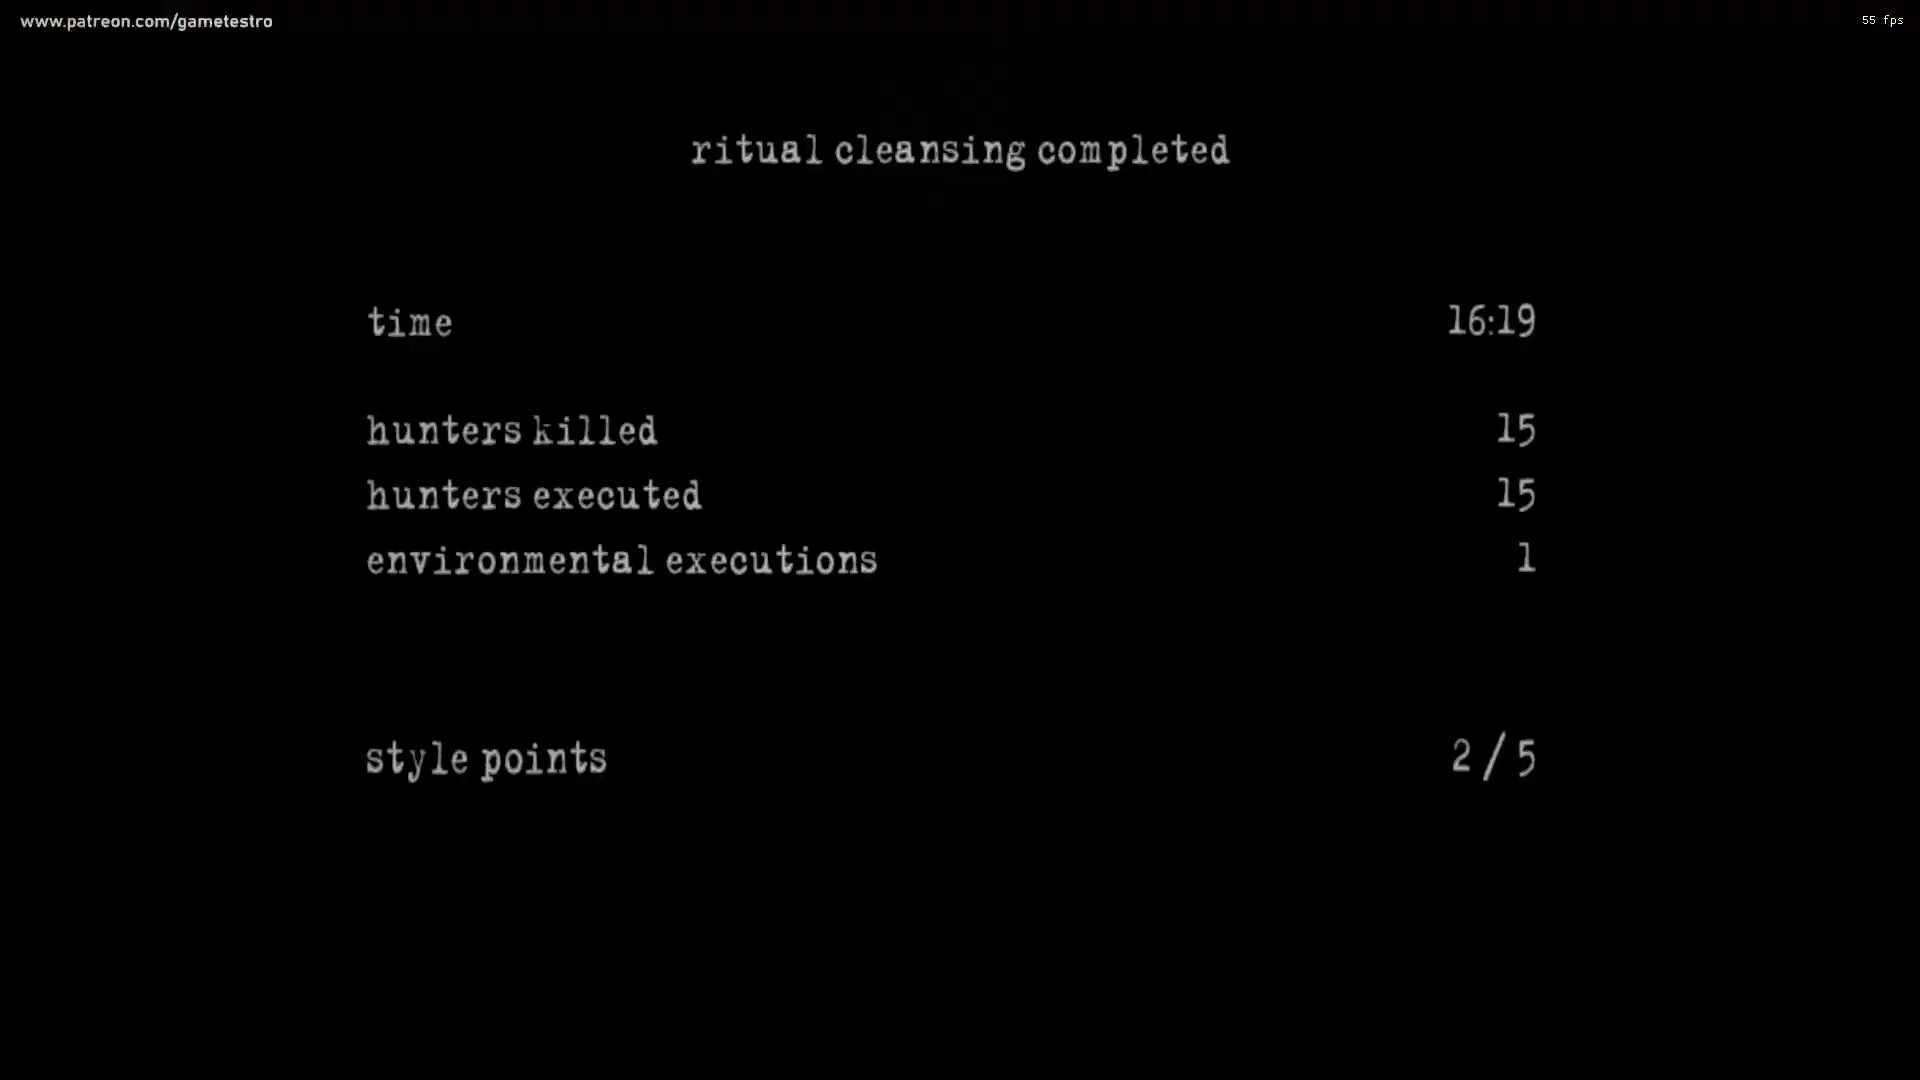 www.patreon.com/gametestro
55 fps
ritual cleansing completed
time 16:19
hunters killed 15
hunters executed 15
environmental executions 1
style points 2 / 5